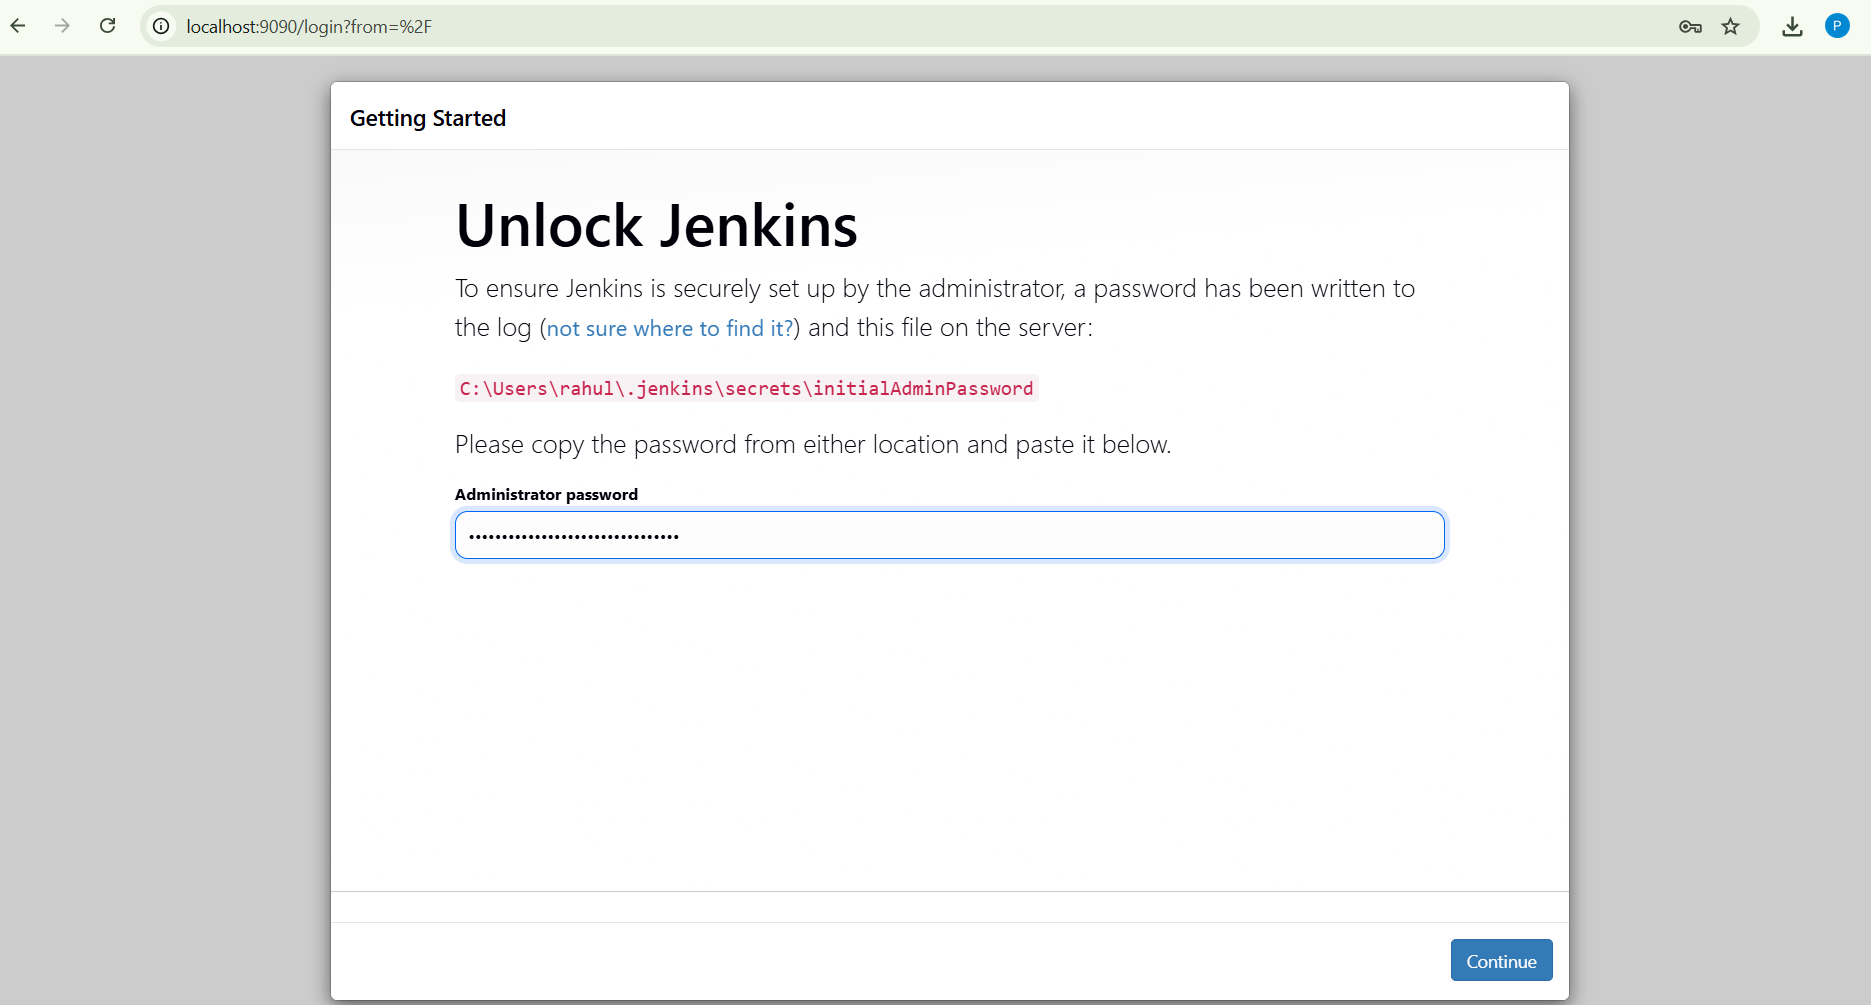 localhost:9090/login?from=%2F
P
Getting Started
Unlock Jenkins
To ensure Jenkins is securely set up by the administrator, a password has been written to
the log (not sure where to find it?) and this file on the server:
C:\Users\rahul\.jenkins\secrets\initialAdminPassword
Please copy the password from either location and paste it below.
Administrator password
••••••••••••••••••••••••••••••••
Continue